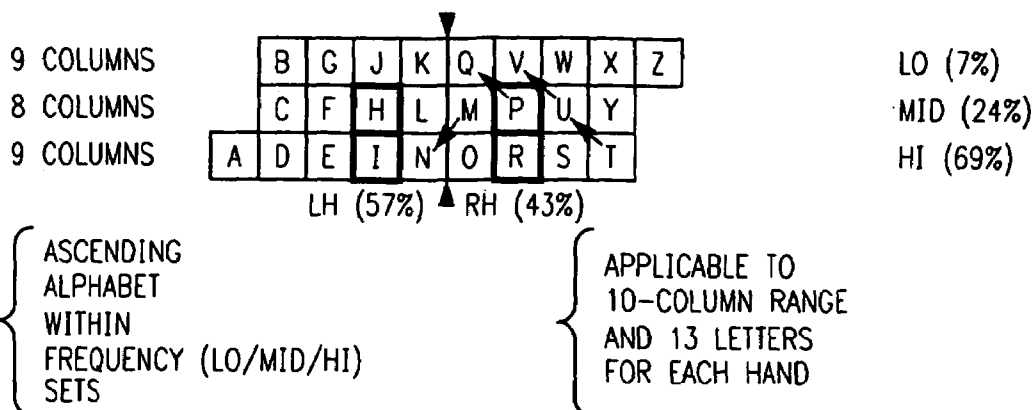 9 COLUMNS B G J K Q V W X Z LO (7%)
8 COLUMNS C F H L M P U Y MID (24%)
9 COLUMNS A D E I N O R S T HI (69%)
LH (57%) RH (43%)
ASCENDING
ALPHABET
WITHIN
FREQUENCY (LO/MID/HI)
SETS
APPLICABLE TO
10-COLUMN RANGE
AND 13 LETTERS
FOR EACH HAND